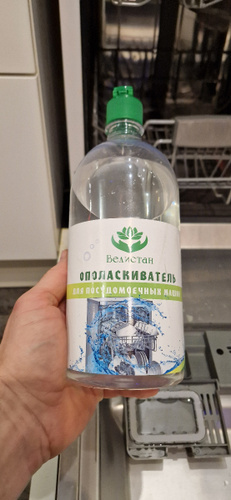 Велистан
ОПОЛАСКИВАТЕЛЬ
ДЛЯ ПОСУДОМОЕЧНЫХ МАШИН